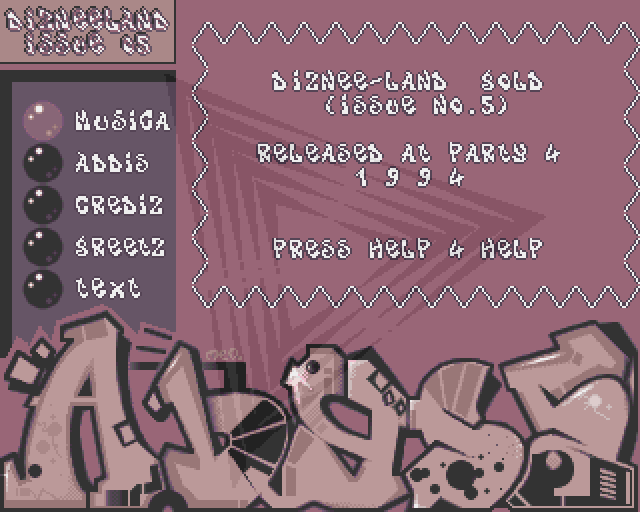 DIZNEELAND
ISSUE 05
DIZNEE-LAND GOLD
(ISSUE NO.5)
RELEASED AT PARTY 4
1 9 9 4
PRESS HELP 4 HELP
MUSICA
ADDIS
CREDIZ
GREETZ
TEXT